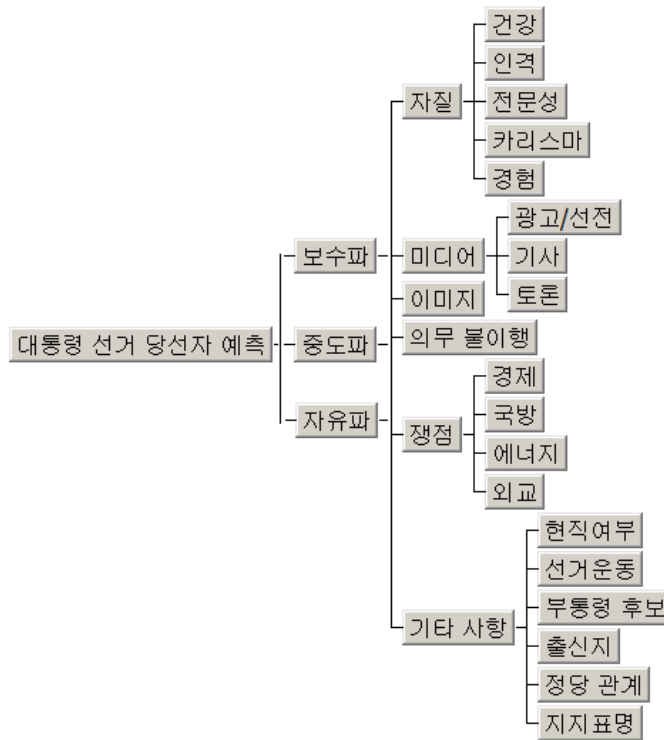 건강
인격
자질
전문성
카리스마
경험
광고/선전
보수파
미디어
기사
이미지
토론
대통령 선거 당선자 예측
중도파
의무 불이행
경제
국방
자유파
쟁점
에너지
외교
현직여부
선거운동
부통령 후보
기타 사항
출신지
정당 관계
지지표명